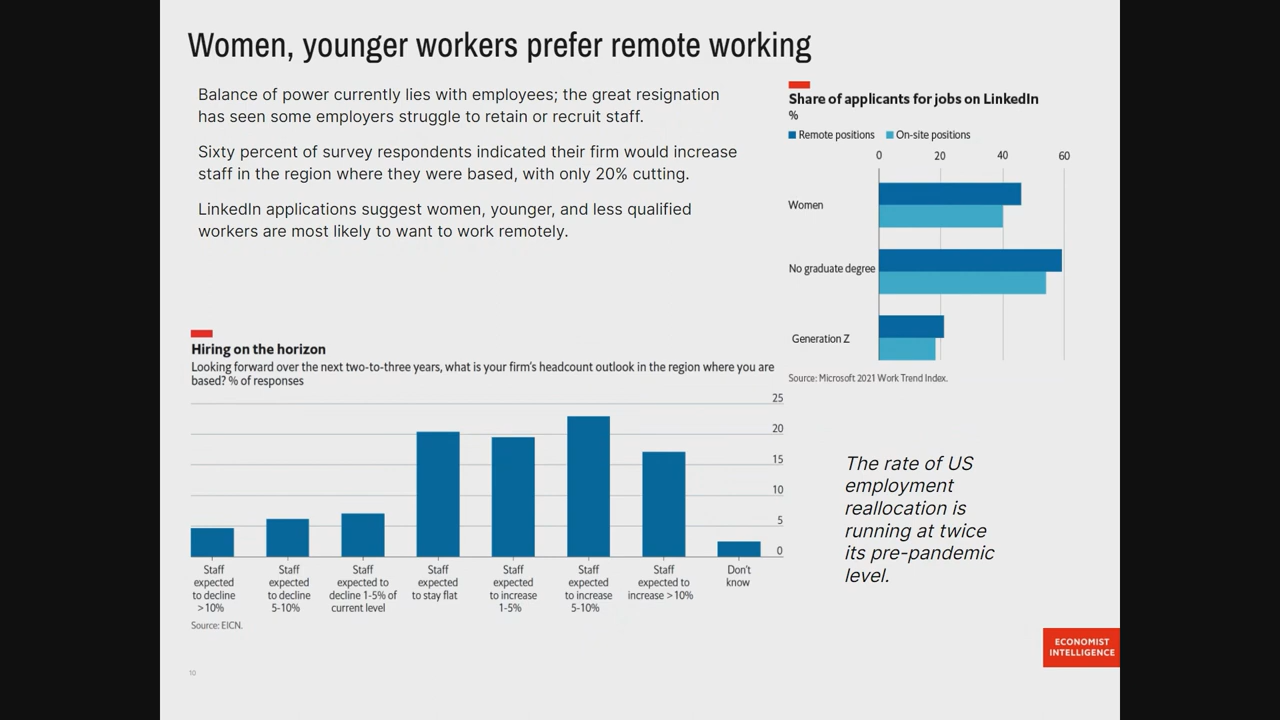 Women, younger workers prefer remote working
Balance of power currently lies with employees; the great resignation
has seen some employers struggle to retain or recruit staff.
Sixty percent of survey respondents indicated their firm would increase
staff in the region where they were based, with only 20% cutting.
LinkedIn applications suggest women, younger, and less qualified
workers are most likely to want to work remotely.
Share of applicants for jobs on LinkedIn
%
Remote positions On-site positions
0 20 40 60
Women
No graduate degree
Generation Z
Source: Microsoft 2021 Work Trend Index.
Hiring on the horizon
Looking forward over the next two-to-three years, what is your firm's headcount outlook in the region where you are
based? % of responses
25
20
15
10
5
0
Staff
expected
to decline
>10%
Staff
expected
to decline
5-10%
Staff
expected to
decline 1-5% of
current level
Staff
expected
to stay flat
Staff
expected
to increase
1-5%
Staff
expected
to increase
5-10%
Staff
expected to
increase >10%
Don't
know
Source: EICN.
The rate of US
employment
reallocation is
running at twice
its pre-pandemic
level.
ECONOMIST
INTELLIGENCE
10